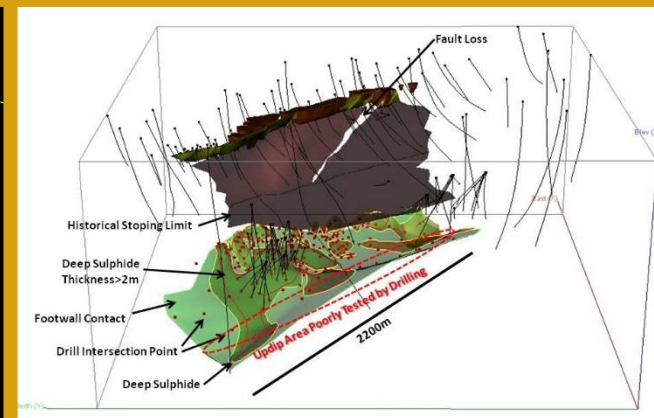 Fault Loss
Elev (Z)
East (X)
Historical Stoping Limit
Deep Sulphide
Thickness>2m
Footwall Contact
Updip Area Poorly Tested by Drilling
2200m
Drill Intersection Point
Deep Sulphide
North (Y)